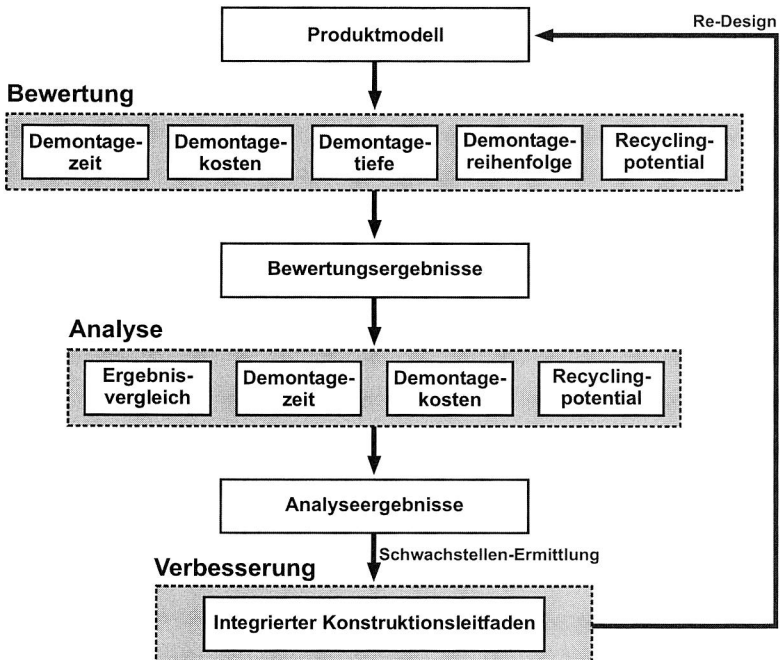 Re-Design
Produktmodell
Bewertung
Demontage-
zeit
Demontage-
kosten
Demontage-
tiefe
Demontage-
reihenfolge
Recycling-
potential
Bewertungsergebnisse
Analyse
Ergebnis-
vergleich
Demontage-
zeit
Demontage-
kosten
Recycling-
potential
Analyseergebnisse
Schwachstellen-Ermittlung
Verbesserung
Integrierter Konstruktionsleitfaden